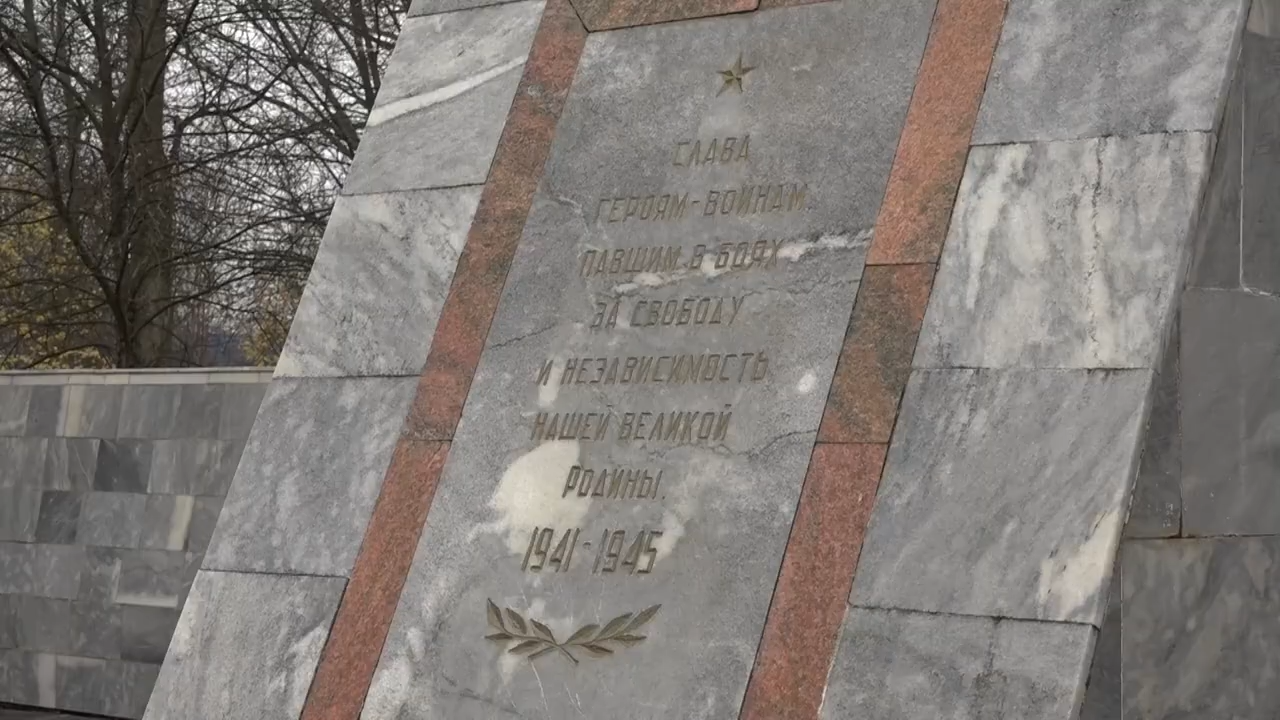 СЛАВА
ГЕРОЯМ-ВОИНАМ
ПАВШИМ В БОЯХ
ЗА СВОБОДУ
И НЕЗАВИСИМОСТЬ
НАШЕЙ ВЕЛИКОЙ
РОДИНЫ.
1941-1945